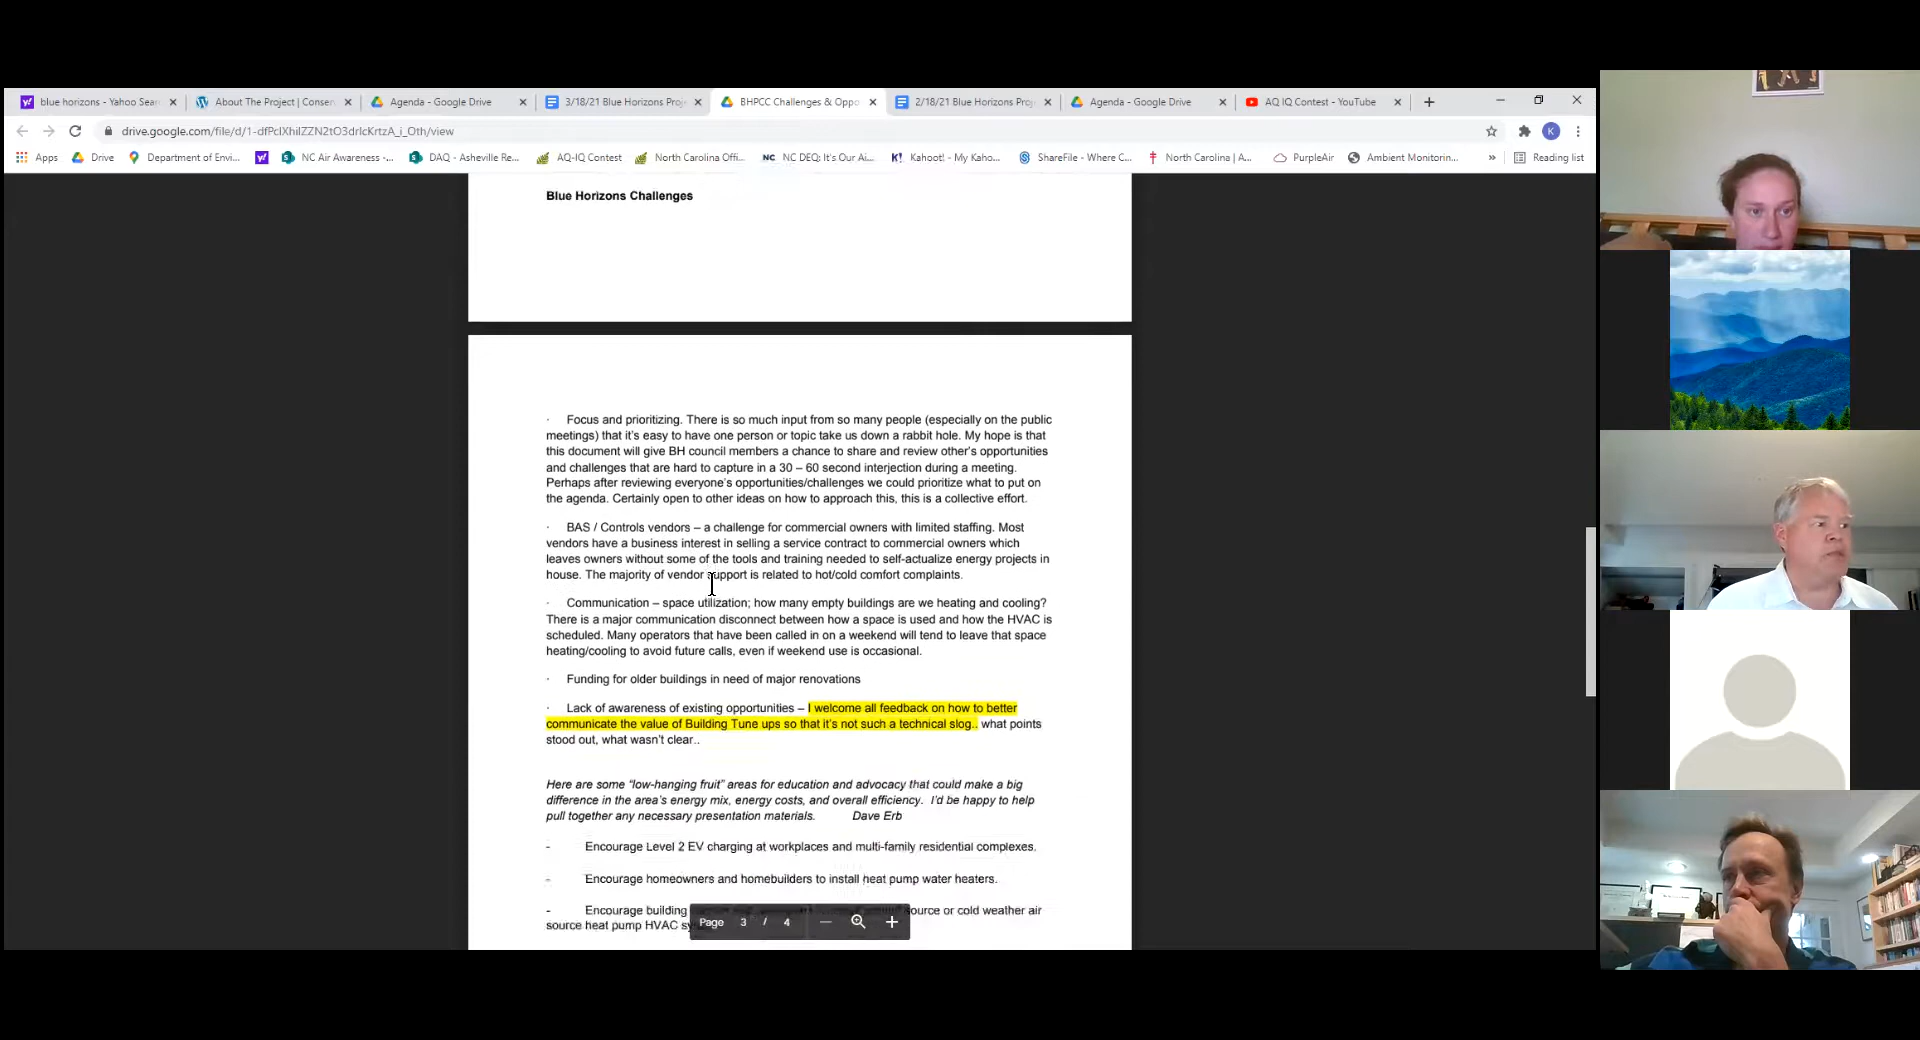 blue horizons - Yahoo Sear
About The Project | Conser
Agenda - Google Drive
3/18/21 Blue Horizons Proj
BHPCC Challenges & Oppo
2/18/21 Blue Horizons Proj
Agenda - Google Drive
AQ IQ Contest - YouTube
Apps
Drive
Department of Envi...
NC Air Awareness -...
DAQ - Asheville Re...
AQ-IQ Contest
North Carolina Offi...
NC DEQ: It's Our Ai...
Kahoot! - My Kaho...
ShareFile - Where C...
North Carolina | A...
PurpleAir
Ambient Monitorin...
»
Reading list
Blue Horizons Challenges
· Focus and prioritizing. There is so much input from so many people (especially on the public
meetings) that it's easy to have one person or topic take us down a rabbit hole. My hope is that
this document will give BH council members a chance to share and review other's opportunities
and challenges that are hard to capture in a 30 – 60 second interjection during a meeting.
Perhaps after reviewing everyone's opportunities/challenges we could prioritize what to put on
the agenda. Certainly open to other ideas on how to approach this, this is a collective effort.
· BAS / Controls vendors – a challenge for commercial owners with limited staffing. Most
vendors have a business interest in selling a service contract to commercial owners which
leaves owners without some of the tools and training needed to self-actualize energy projects in
house. The majority of vendor support is related to hot/cold comfort complaints.
· Communication – space utilization; how many empty buildings are we heating and cooling?
There is a major communication disconnect between how a space is used and how the HVAC is
scheduled. Many operators that have been called in on a weekend will tend to leave that space
heating/cooling to avoid future calls, even if weekend use is occasional.
· Funding for older buildings in need of major renovations
· Lack of awareness of existing opportunities – I welcome all feedback on how to better
communicate the value of Building Tune ups so that it's not such a technical slog.. what points
stood out, what wasn't clear..
Here are some "low-hanging fruit" areas for education and advocacy that could make a big
difference in the area's energy mix, energy costs, and overall efficiency. I'd be happy to help
pull together any necessary presentation materials. Dave Erb
- Encourage Level 2 EV charging at workplaces and multi-family residential complexes.
- Encourage homeowners and homebuilders to install heat pump water heaters.
- Encourage building source or cold weather air
source heat pump HVAC
Page 3 / 4